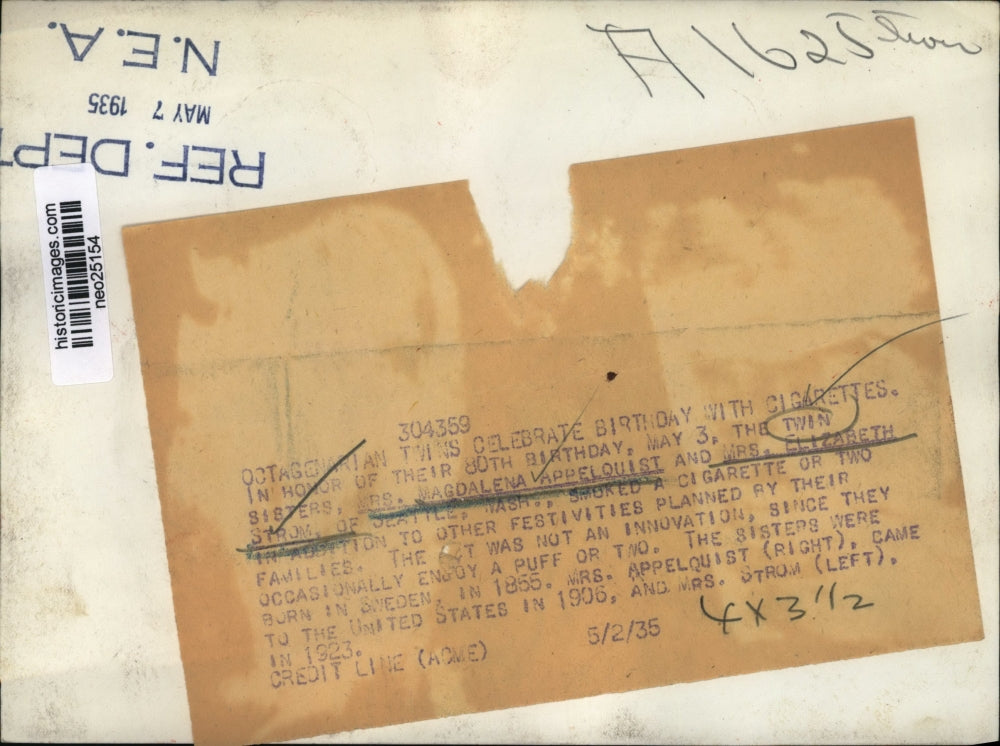 REF. DEPT
MAY 7 1935
N.E.A.
A1625
historicimages.com
neo25154
304359
OCTAGENARIAN TWINS CELEBRATE BIRTHDAY WITH CIGARETTES.
IN HONOR OF THEIR 80TH BIRTHDAY, MAY 3, THE TWIN
SISTERS, MRS. MAGDALENA APPELQUIST AND MRS. ELIZABETH
STROM, OF SEATTLE, WASH., SMOKED A CIGARETTE OR TWO
IN ADDITION TO OTHER FESTIVITIES PLANNED BY THEIR
FAMILIES. THE ACT WAS NOT AN INNOVATION, SINCE THEY
OCCASIONALLY ENJOY A PUFF OR TWO. THE SISTERS WERE
BORN IN SWEDEN, IN 1855. MRS. APPELQUIST (RIGHT), CAME
TO THE UNITED STATES IN 1906, AND MRS. STROM (LEFT),
IN 1923.
CREDIT LINE (ACME) 5/2/35
4 X 3 1/2